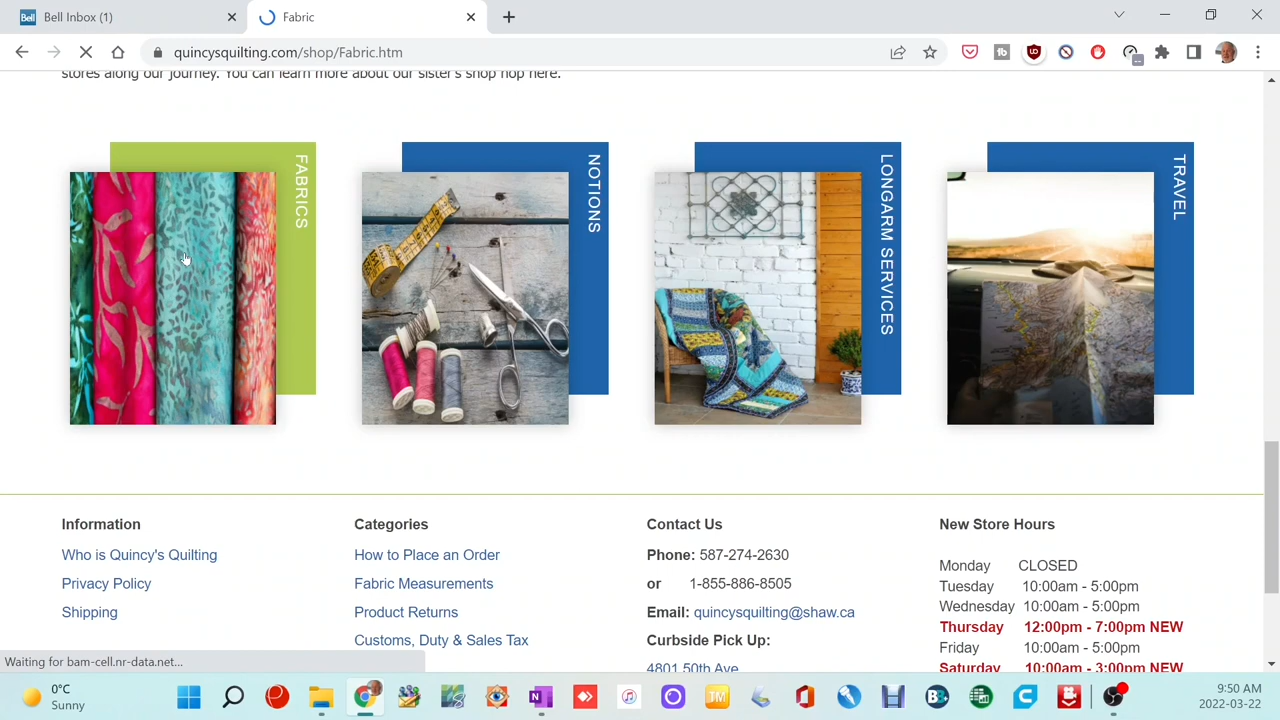 Bell Inbox (1)
Fabric
quincysquilting.com/shop/Fabric.htm
stores along our journey. You can learn more about our sister's shop hop here.
FABRICS
NOTIONS
LONGARM SERVICES
TRAVEL
Information
Who is Quincy's Quilting
Privacy Policy
Shipping
Categories
How to Place an Order
Fabric Measurements
Product Returns
Customs, Duty & Sales Tax
Contact Us
Phone: 587-274-2630
or 1-855-886-8505
Email: quincysquilting@shaw.ca
Curbside Pick Up:
4801 50th Ave
New Store Hours
Monday CLOSED
Tuesday 10:00am - 5:00pm
Wednesday 10:00am - 5:00pm
Thursday 12:00pm - 7:00pm NEW
Friday 10:00am - 5:00pm
Saturday 10:00am - 3:00pm NEW
Waiting for bam-cell.nr-data.net...
0°C
Sunny
9:50 AM
2022-03-22